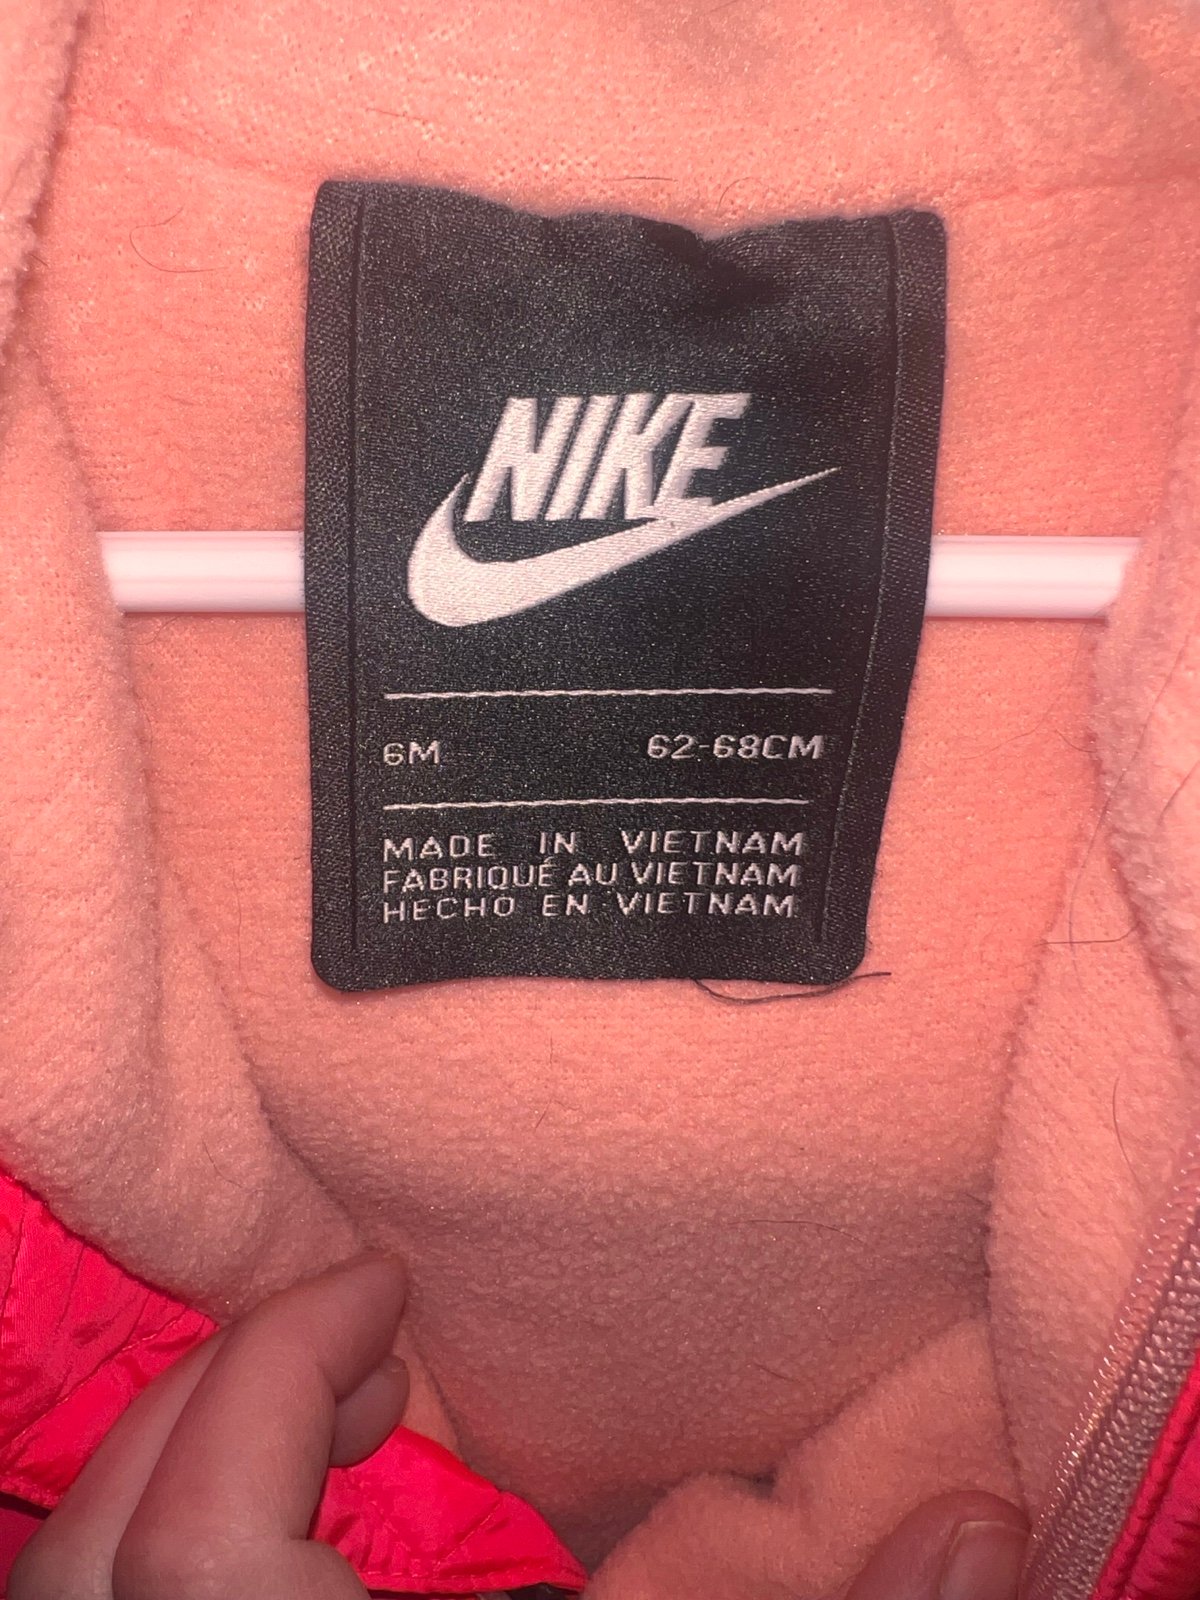 NIKE
6M 62-68CM
MADE IN VIETNAM
FABRIQUÉ AU VIETNAM
HECHO EN VIETNAM